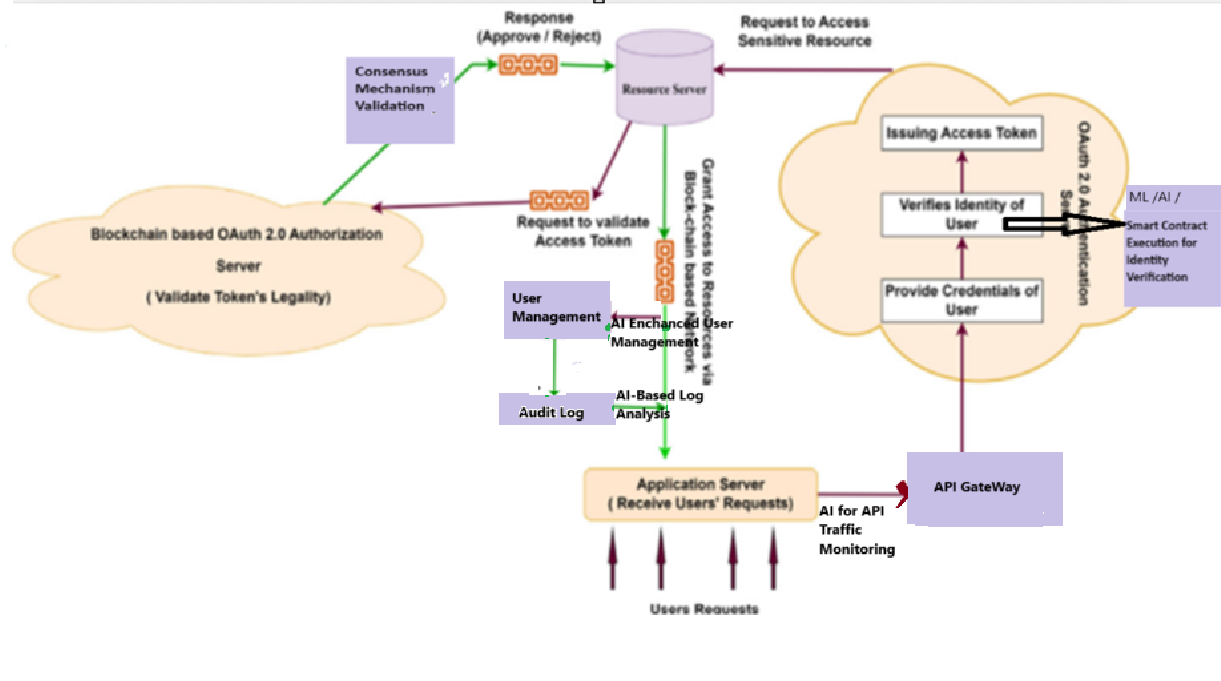 Response
(Approve / Reject)
Request to Access
Sensitive Resource
Consensus
Mechanism
Validation
Resource Server
Issuing Access Token
Verifies Identity of
User
Provide Credentials of
User
OAuth 2.0 Authentication
ML /AI /
Smart Contract
Execution for
Identity
Verification
Blockchain based OAuth 2.0 Authorization
Server
( Validate Token's Legality)
Request to validate
Access Token
Grant Access to Resources via
Block-chain based Network
User
Management
AI Enchanced User
Management
Audit Log
AI-Based Log
Analysis
Application Server
( Receive Users' Requests)
AI for API
Traffic
Monitoring
API GateWay
Users Requests